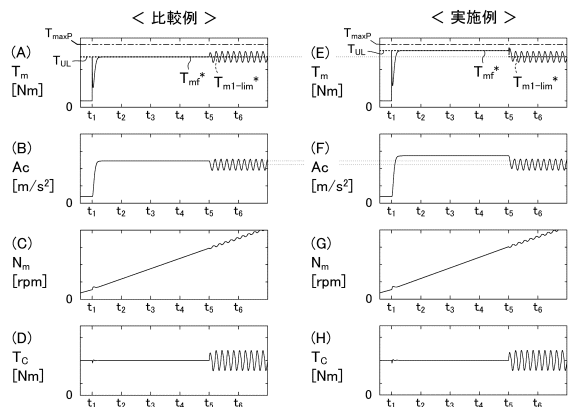 < 比較例 >
(A)
Tm
[Nm]
TmaxP
TUL
Tmf*
Tm1-lim*
0
t1 t2 t3 t4 t5 t6
(B)
Ac
[m/s²]
0
t1 t2 t3 t4 t5 t6
(C)
Nm
[rpm]
0
t1 t2 t3 t4 t5 t6
(D)
TC
[Nm]
0
t1 t2 t3 t4 t5 t6
< 実施例 >
(E)
Tm
[Nm]
TmaxP
TUL
Tmf*
Tm1-lim*
0
t1 t2 t3 t4 t5 t6
(F)
Ac
[m/s²]
0
t1 t2 t3 t4 t5 t6
(G)
Nm
[rpm]
0
t1 t2 t3 t4 t5 t6
(H)
TC
[Nm]
0
t1 t2 t3 t4 t5 t6